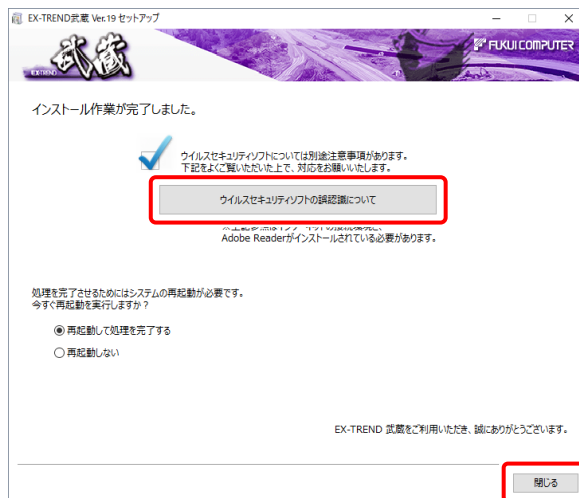 EX-TREND武蔵 Ver.19 セットアップ
EX-TREND 武蔵
FUKUI COMPUTER
インストール作業が完了しました。
ウイルスセキュリティソフトについては別途注意事項があります。
下記をよくご覧いただいた上で、対応をお願いいたします。
ウイルスセキュリティソフトの誤認識について
Adobe Readerがインストールされている必要があります。
処理を完了させるためにはシステムの再起動が必要です。
今すぐ再起動を実行しますか？
再起動して処理を完了する
再起動しない
EX-TREND 武蔵をご利用いただき、誠にありがとうございます。
閉じる